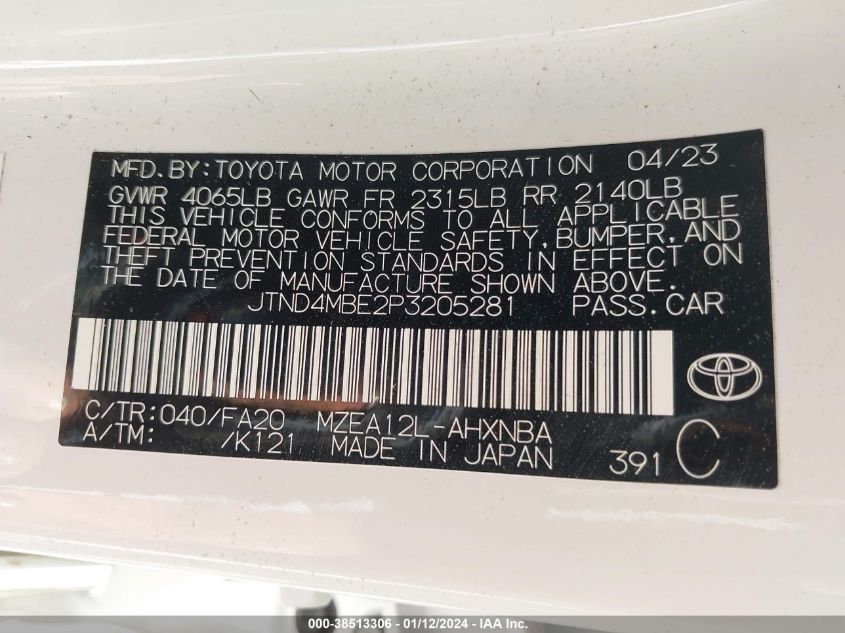 MFD. BY: TOYOTA MOTOR CORPORATION 04/23
GVWR 4065LB GAWR FR 2315LB RR 2140LB
THIS VEHICLE CONFORMS TO ALL APPLICABLE
FEDERAL MOTOR VEHICLE SAFETY, BUMPER, AND
THEFT PREVENTION STANDARDS IN EFFECT ON
THE DATE OF MANUFACTURE SHOWN ABOVE.
JTND4MBE2P3205281 PASS. CAR
C/TR: 040/FA20 MZEA12L-AHXNBA
A/TM: /K121 MADE IN JAPAN 391 C
000-38513306 - 01/12/2024 - IAA Inc.